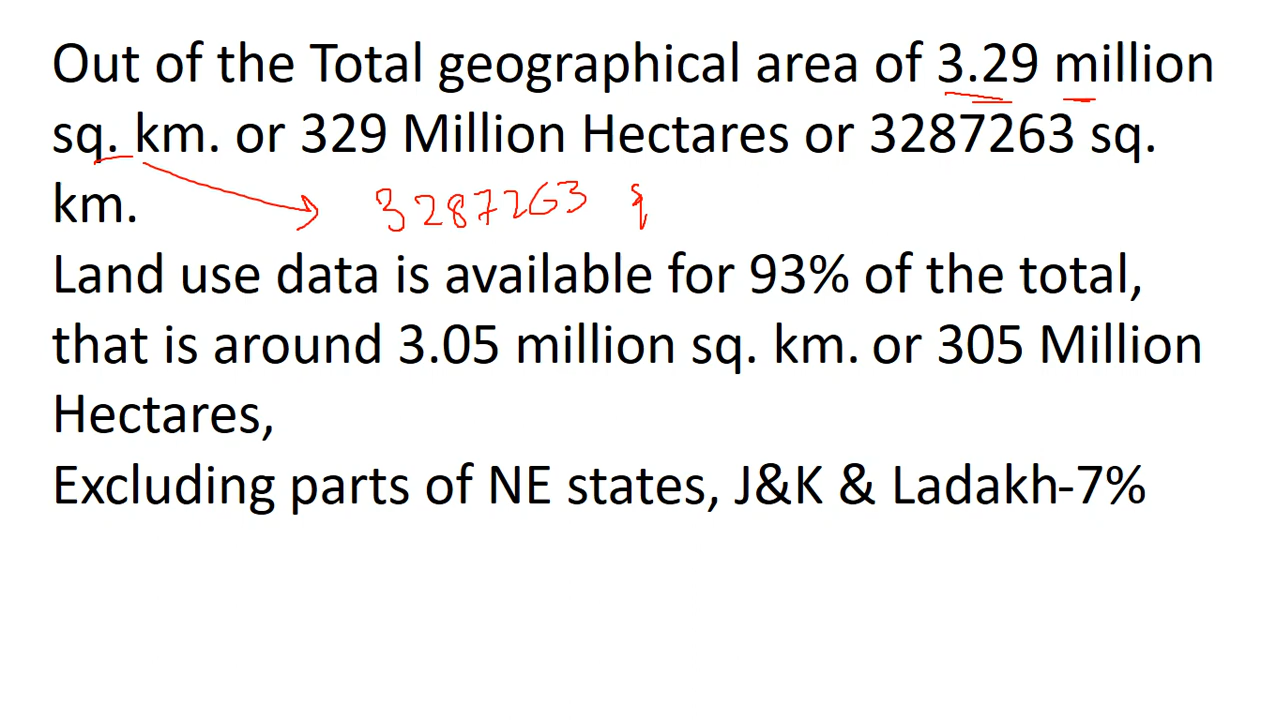 Out of the Total geographical area of 3.29 million
sq. km. or 329 Million Hectares or 3287263 sq.
km.
3287263
Land use data is available for 93% of the total,
that is around 3.05 million sq. km. or 305 Million
Hectares,
Excluding parts of NE states, J&K & Ladakh-7%